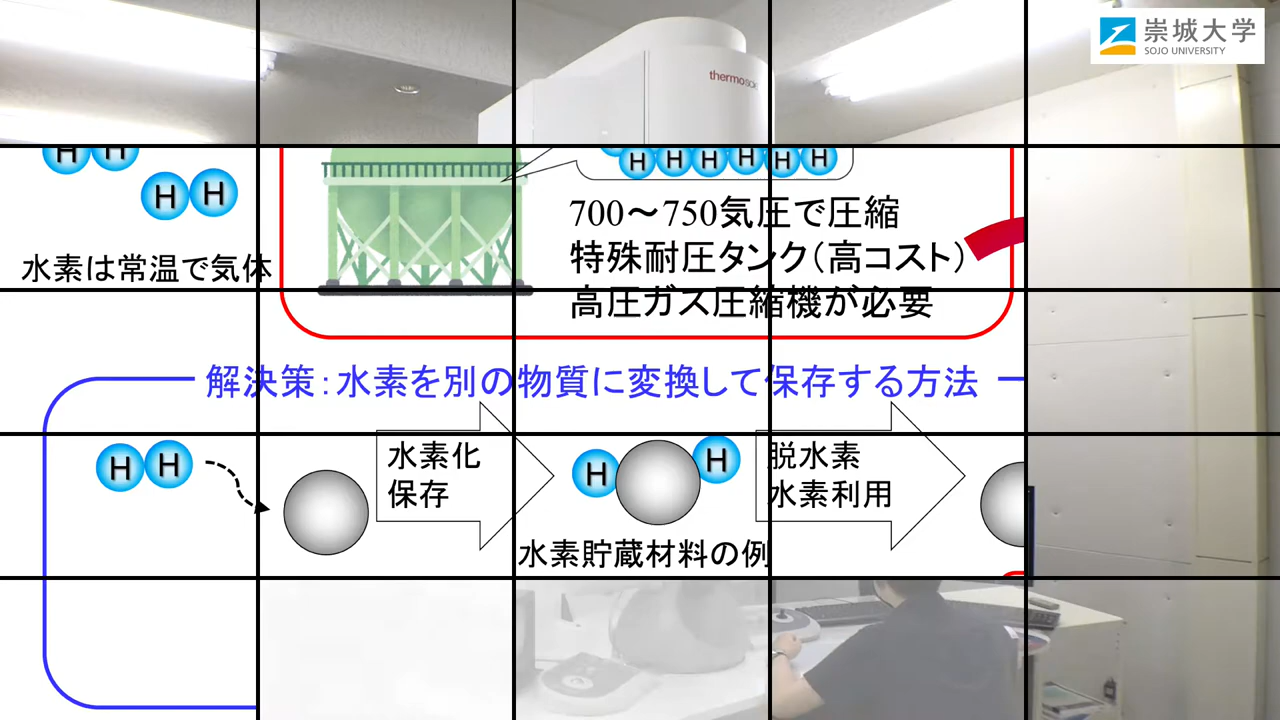 崇城大学
SOJO UNIVERSITY
thermo
H H
H H H H H H
H H
700～750気圧で圧縮
特殊耐圧タンク（高コスト）
高圧ガス圧縮機が必要
水素は常温で気体
解決策：水素を別の物質に変換して保存する方法
H H
水素化
保存
H H
脱水素
水素利用
水素貯蔵材料の例